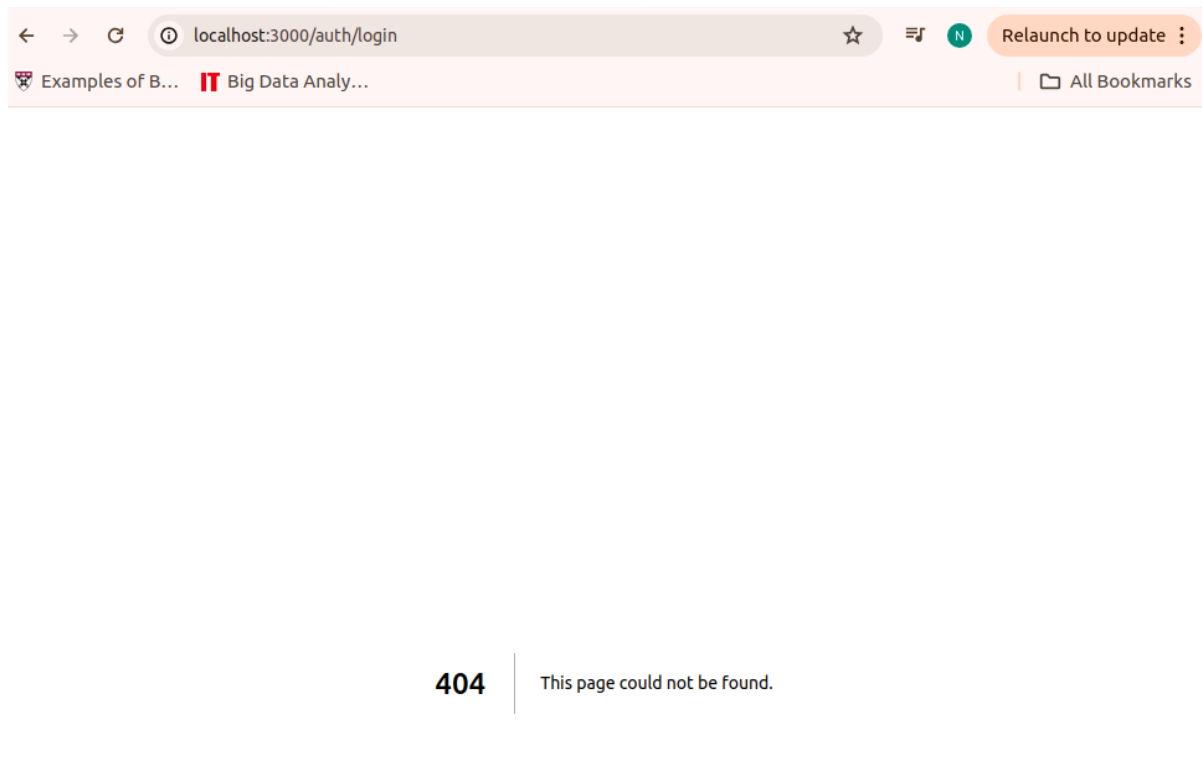 localhost:3000/auth/login
N
Relaunch to update
Examples of B...
IT Big Data Analy...
All Bookmarks
404
This page could not be found.